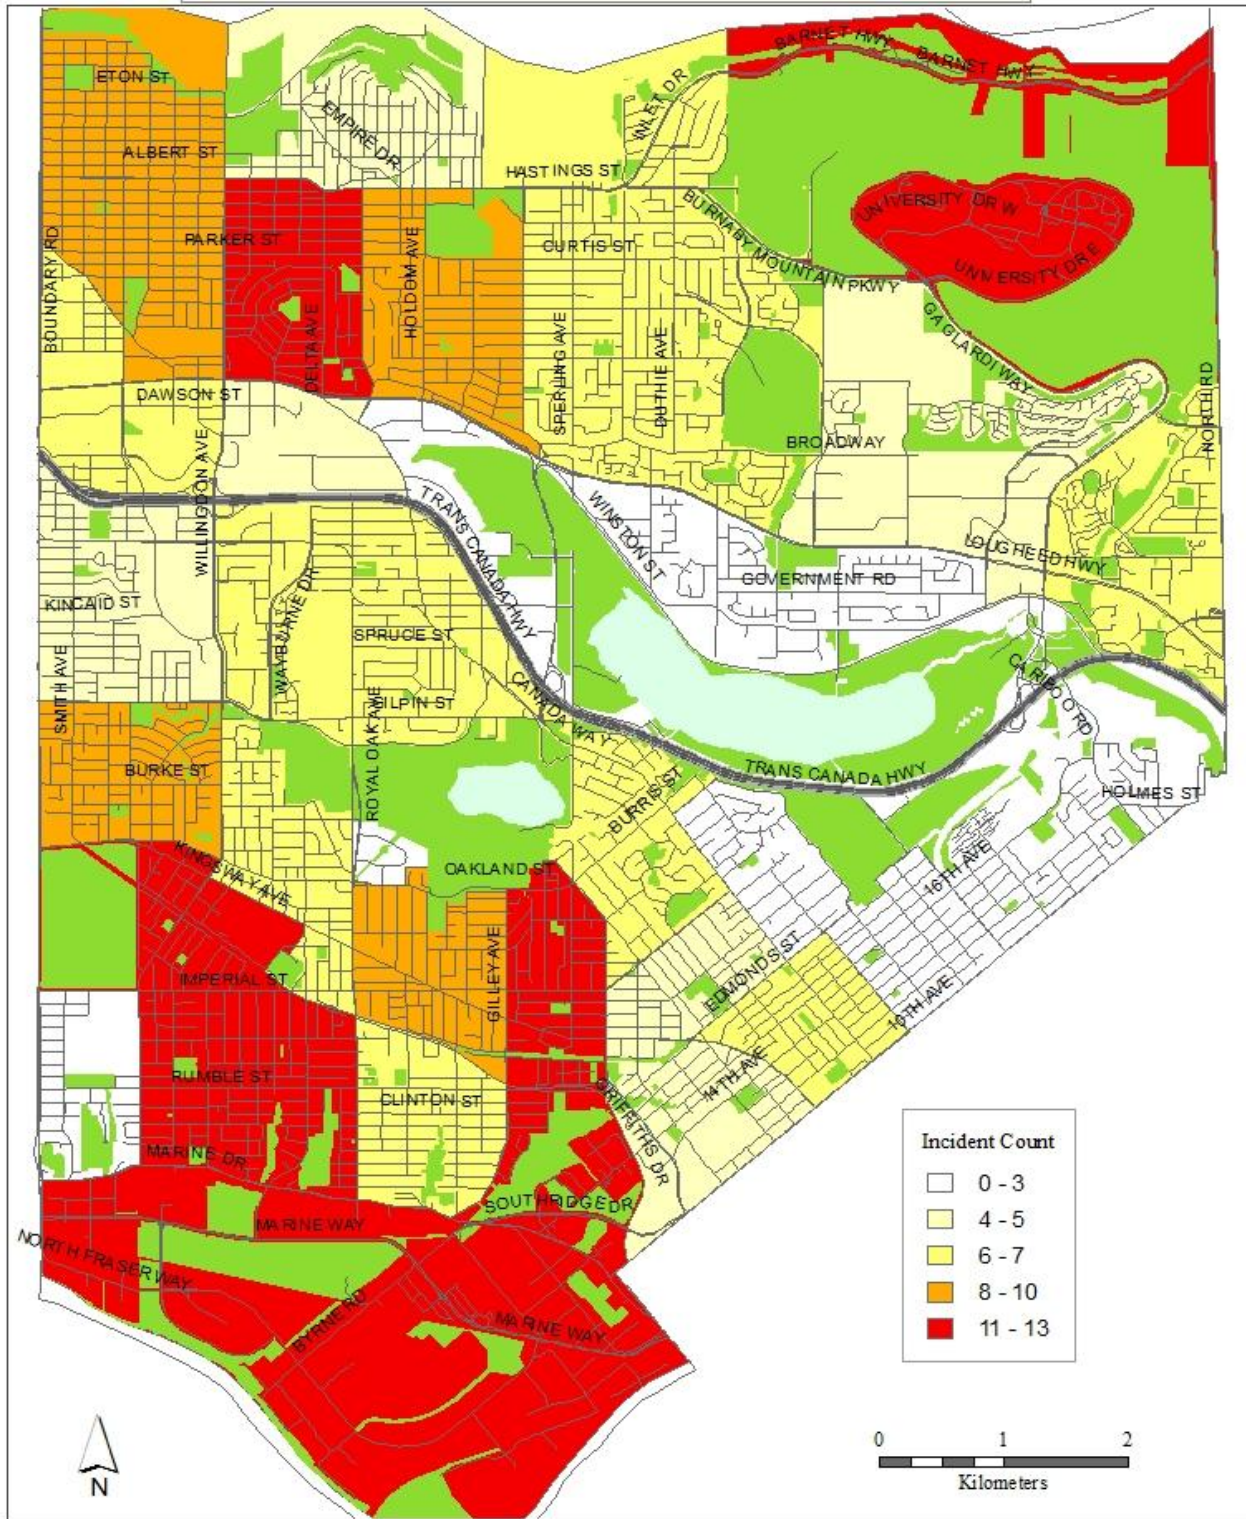 BARNET HWY
BARNET HWY
ETON ST
INLET DR
EMPIRE DR
ALBERT ST
HASTINGS ST
UNIVERSITY DR W
BURNABY MOUNTAIN PKWY
PARKER ST
CURTIS ST
UNIVERSITY DR E
BOUNDARY RD
HOLDOM AVE
GAGLARDI WAY
DELTA AVE
SPERLING AVE
DUTHIE AVE
DAWSON ST
NORTH RD
BROADWAY
WILLINGDON AVE
TRANS CANADA HWY
WINSTON ST
LOUGHEED HWY
GOVERNMENT RD
KINCAID ST
WAYBURNE DR
SPRUCE ST
SMITH AVE
CARIBOO RD
CANADA WAY
GILPIN ST
ROYAL OAK AVE
BURKE ST
TRANS CANADA HWY
BURRIS ST
HOLMES ST
KINGSWAY AVE
OAKLAND ST
16TH AVE
EDMONDS ST
IMPERIAL ST
GILLEY AVE
10TH AVE
RUMBLE ST
14TH AVE
CLINTON ST
GRIFFITHS DR
MARINE DR
SOUTHRIDGE DR
MARINE WAY
NORTH FRASER WAY
BYRNE RD
MARINE WAY
Incident Count
0 - 3
4 - 5
6 - 7
8 - 10
11 - 13
0 1 2
Kilometers
N